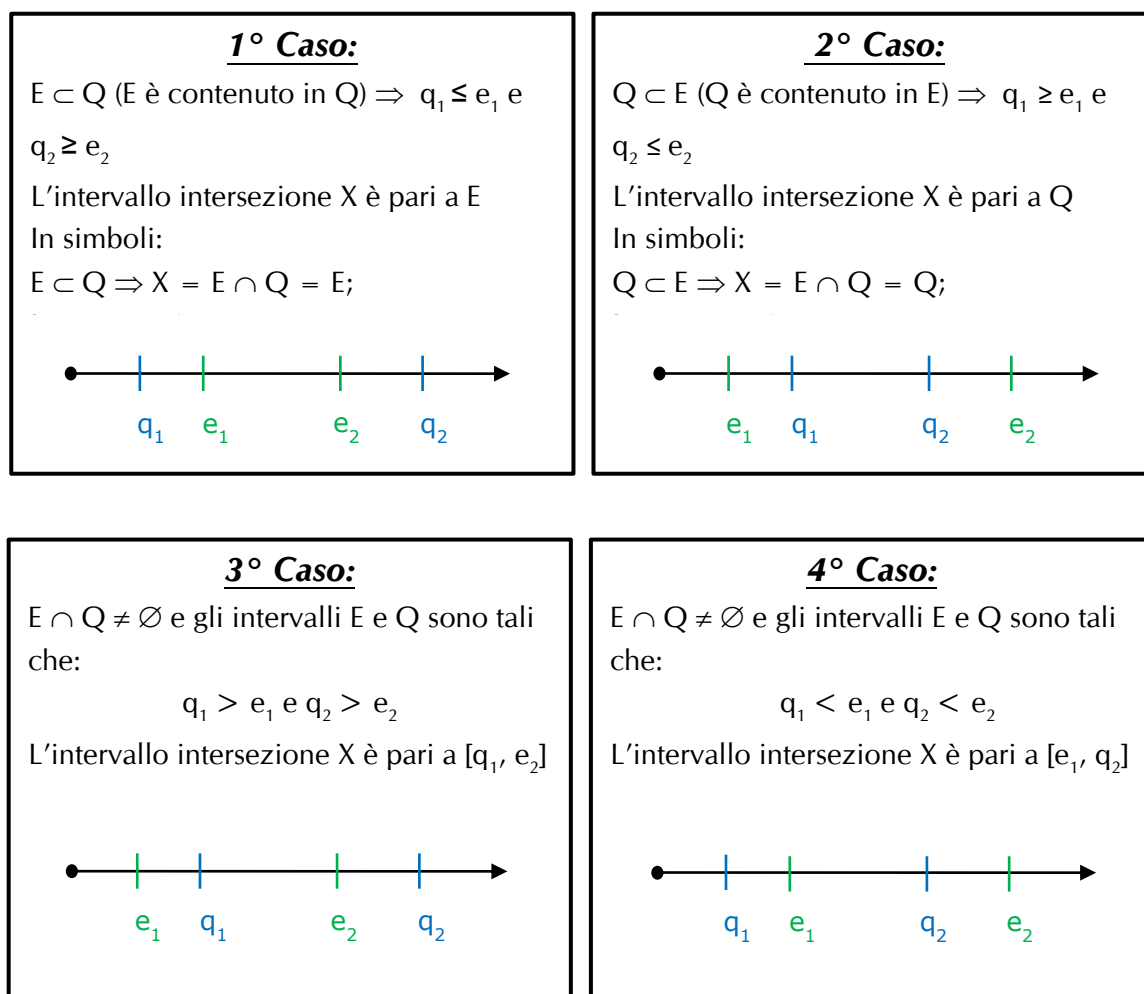 1° Caso:
E ⊂ Q (E è contenuto in Q) ⇒ q₁ ≤ e₁ e
q₂ ≥ e₂
L'intervallo intersezione X è pari a E
In simboli:
E ⊂ Q ⇒ X = E ∩ Q = E;
q₁ e₁ e₂ q₂
2° Caso:
Q ⊂ E (Q è contenuto in E) ⇒ q₁ ≥ e₁ e
q₂ ≤ e₂
L'intervallo intersezione X è pari a Q
In simboli:
Q ⊂ E ⇒ X = E ∩ Q = Q;
e₁ q₁ q₂ e₂
3° Caso:
E ∩ Q ≠ ∅ e gli intervalli E e Q sono tali
che:
q₁ > e₁ e q₂ > e₂
L'intervallo intersezione X è pari a [q₁, e₂]
e₁ q₁ e₂ q₂
4° Caso:
E ∩ Q ≠ ∅ e gli intervalli E e Q sono tali
che:
q₁ < e₁ e q₂ < e₂
L'intervallo intersezione X è pari a [e₁, q₂]
q₁ e₁ q₂ e₂